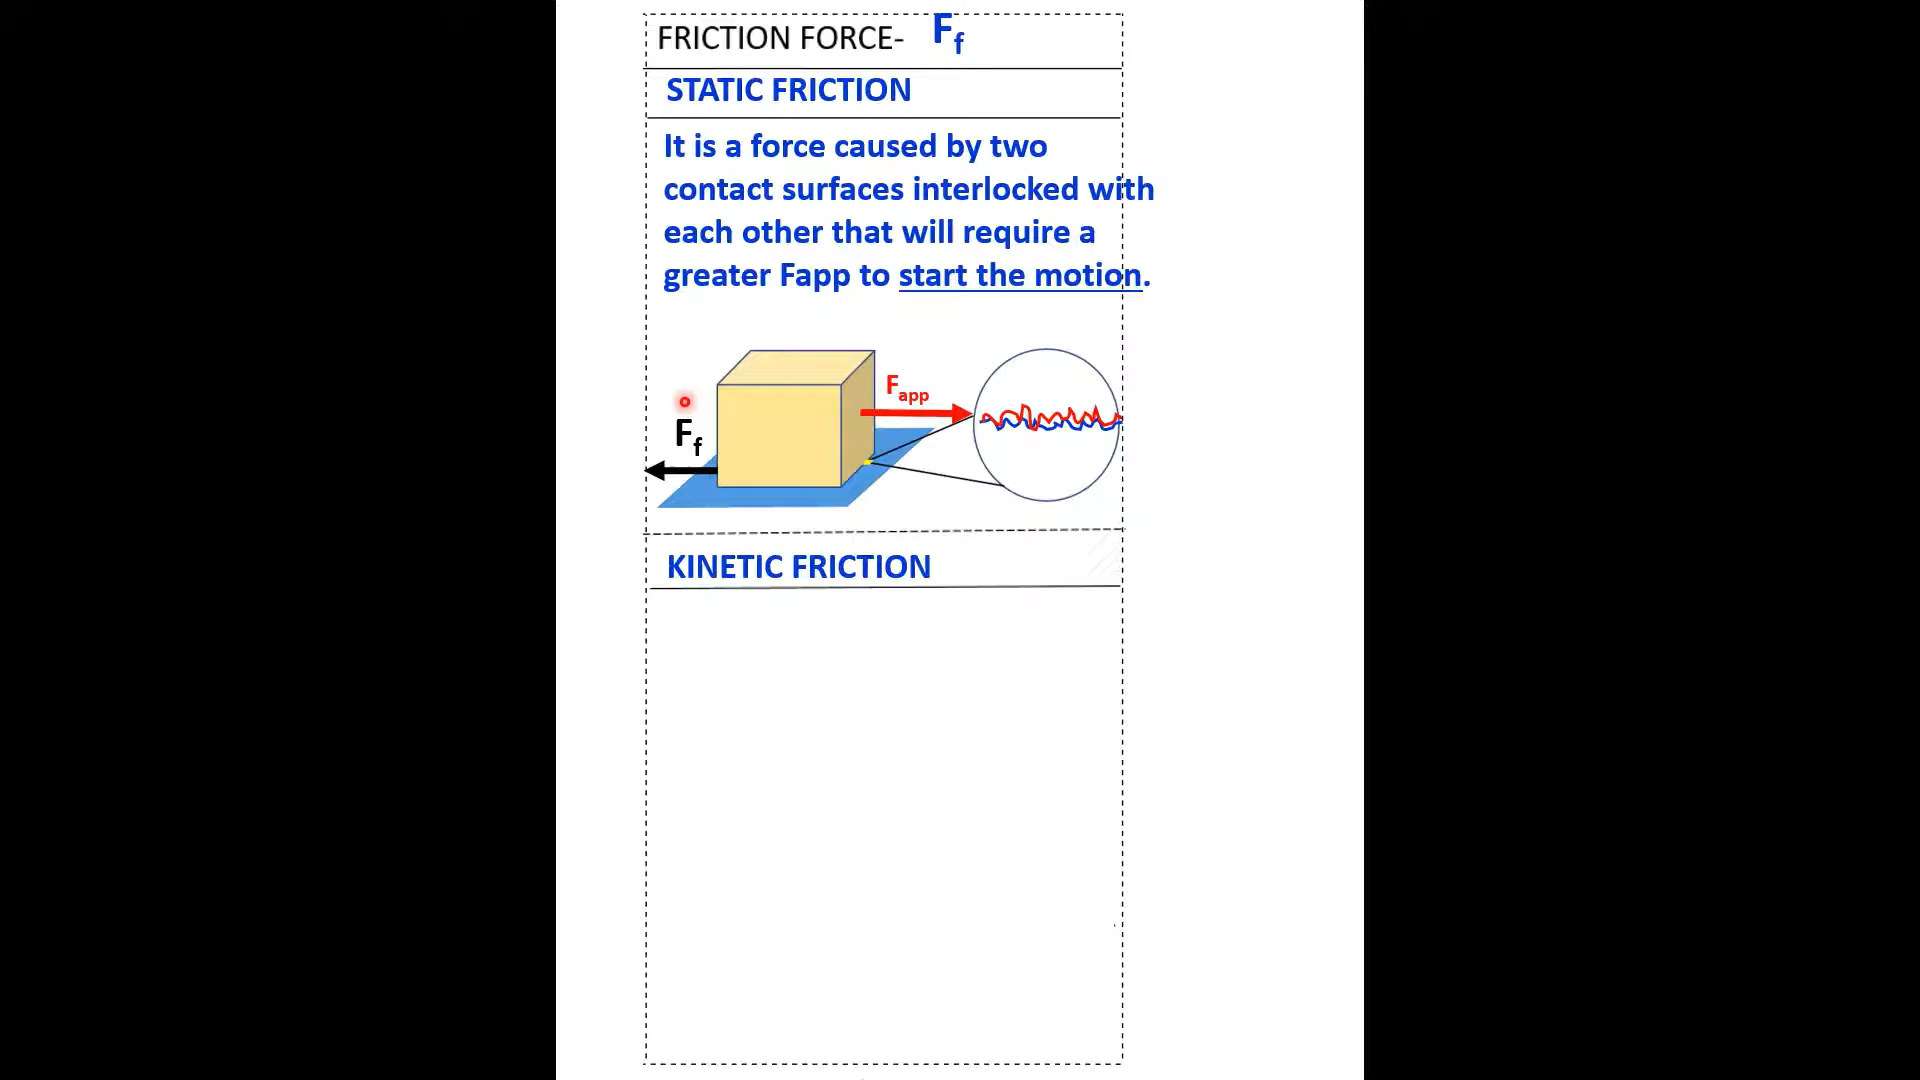 FRICTION FORCE- Ff
STATIC FRICTION
It is a force caused by two
contact surfaces interlocked with
each other that will require a
greater Fapp to start the motion.
Fapp
Ff
KINETIC FRICTION